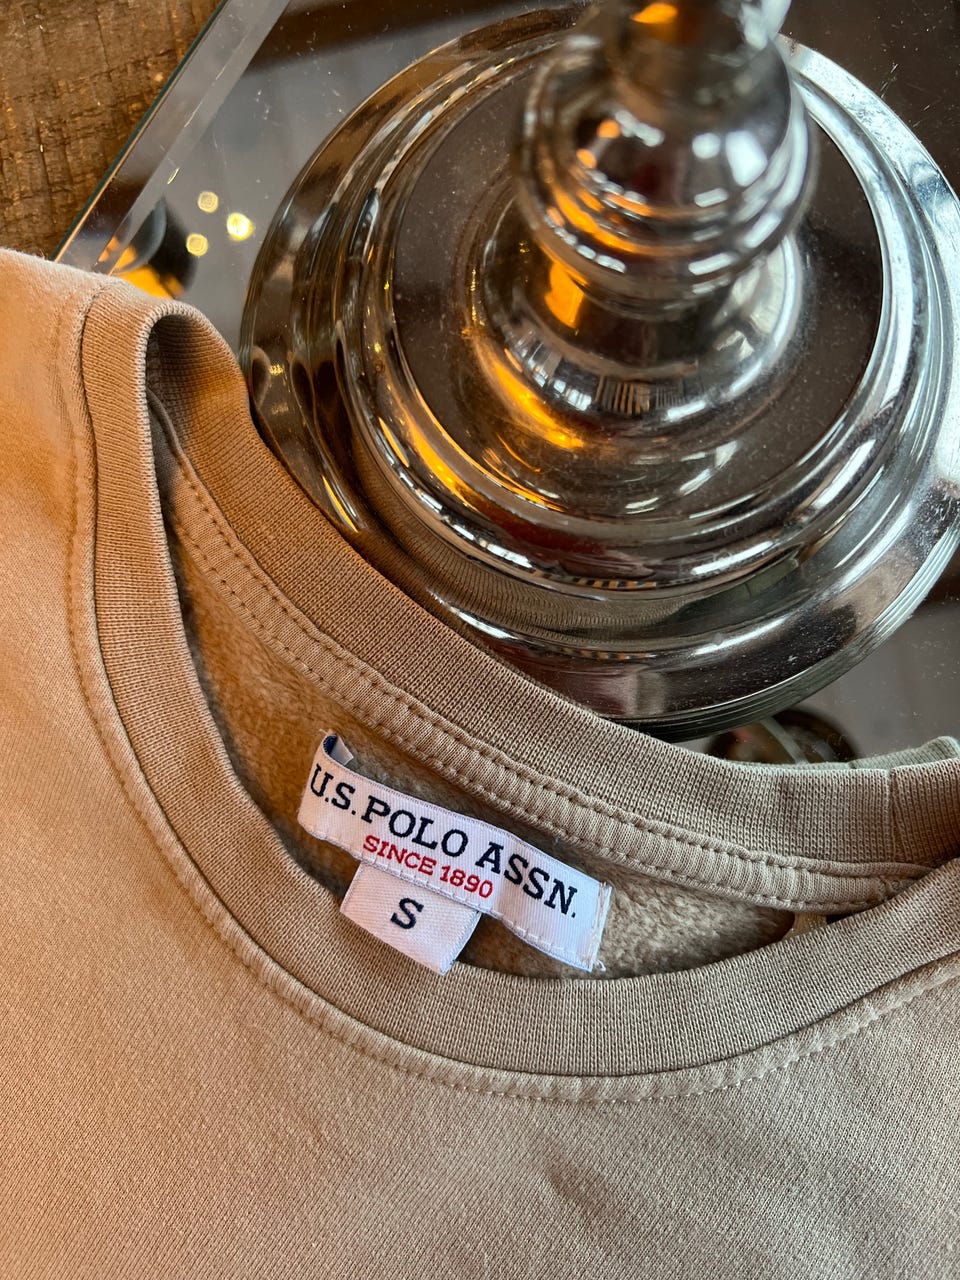 U.S. POLO ASSN.
SINCE 1890
S